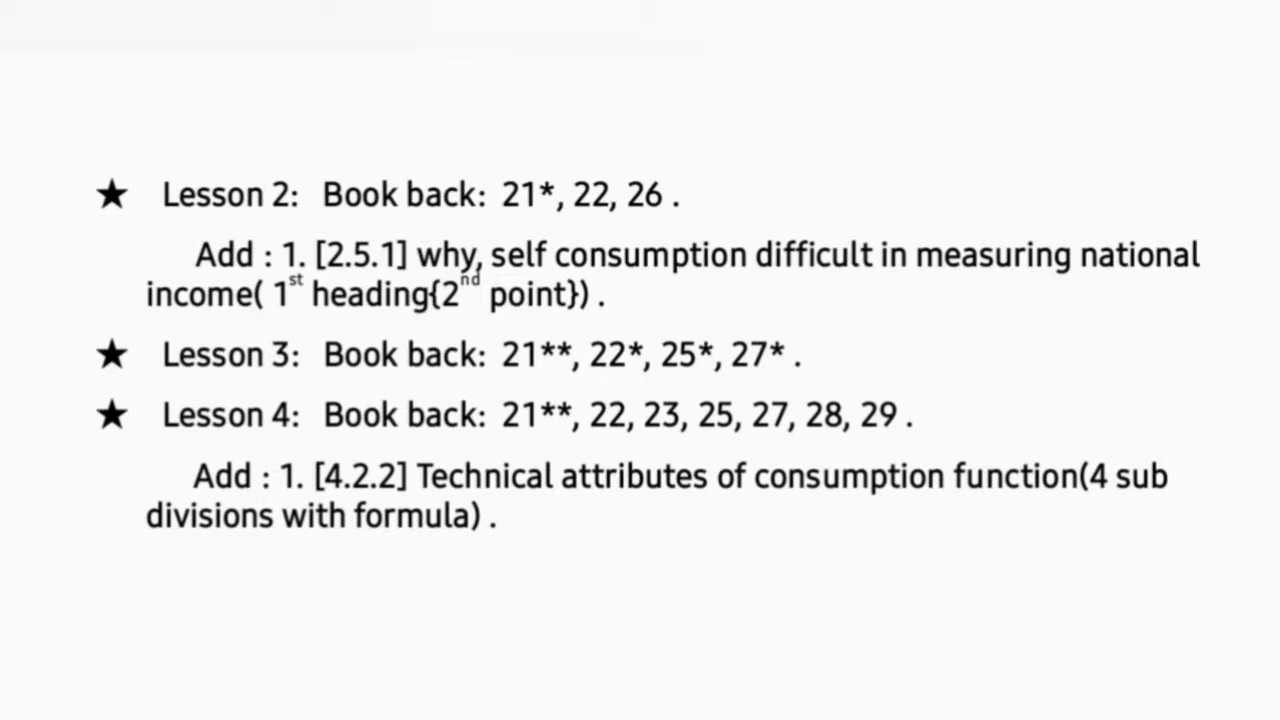 ★ Lesson 2: Book back: 21*, 22, 26 .
Add : 1. [2.5.1] why, self consumption difficult in measuring national
income( 1st heading{2nd point}) .
★ Lesson 3: Book back: 21**, 22*, 25*, 27* .
★ Lesson 4: Book back: 21**, 22, 23, 25, 27, 28, 29 .
Add : 1. [4.2.2] Technical attributes of consumption function(4 sub
divisions with formula) .